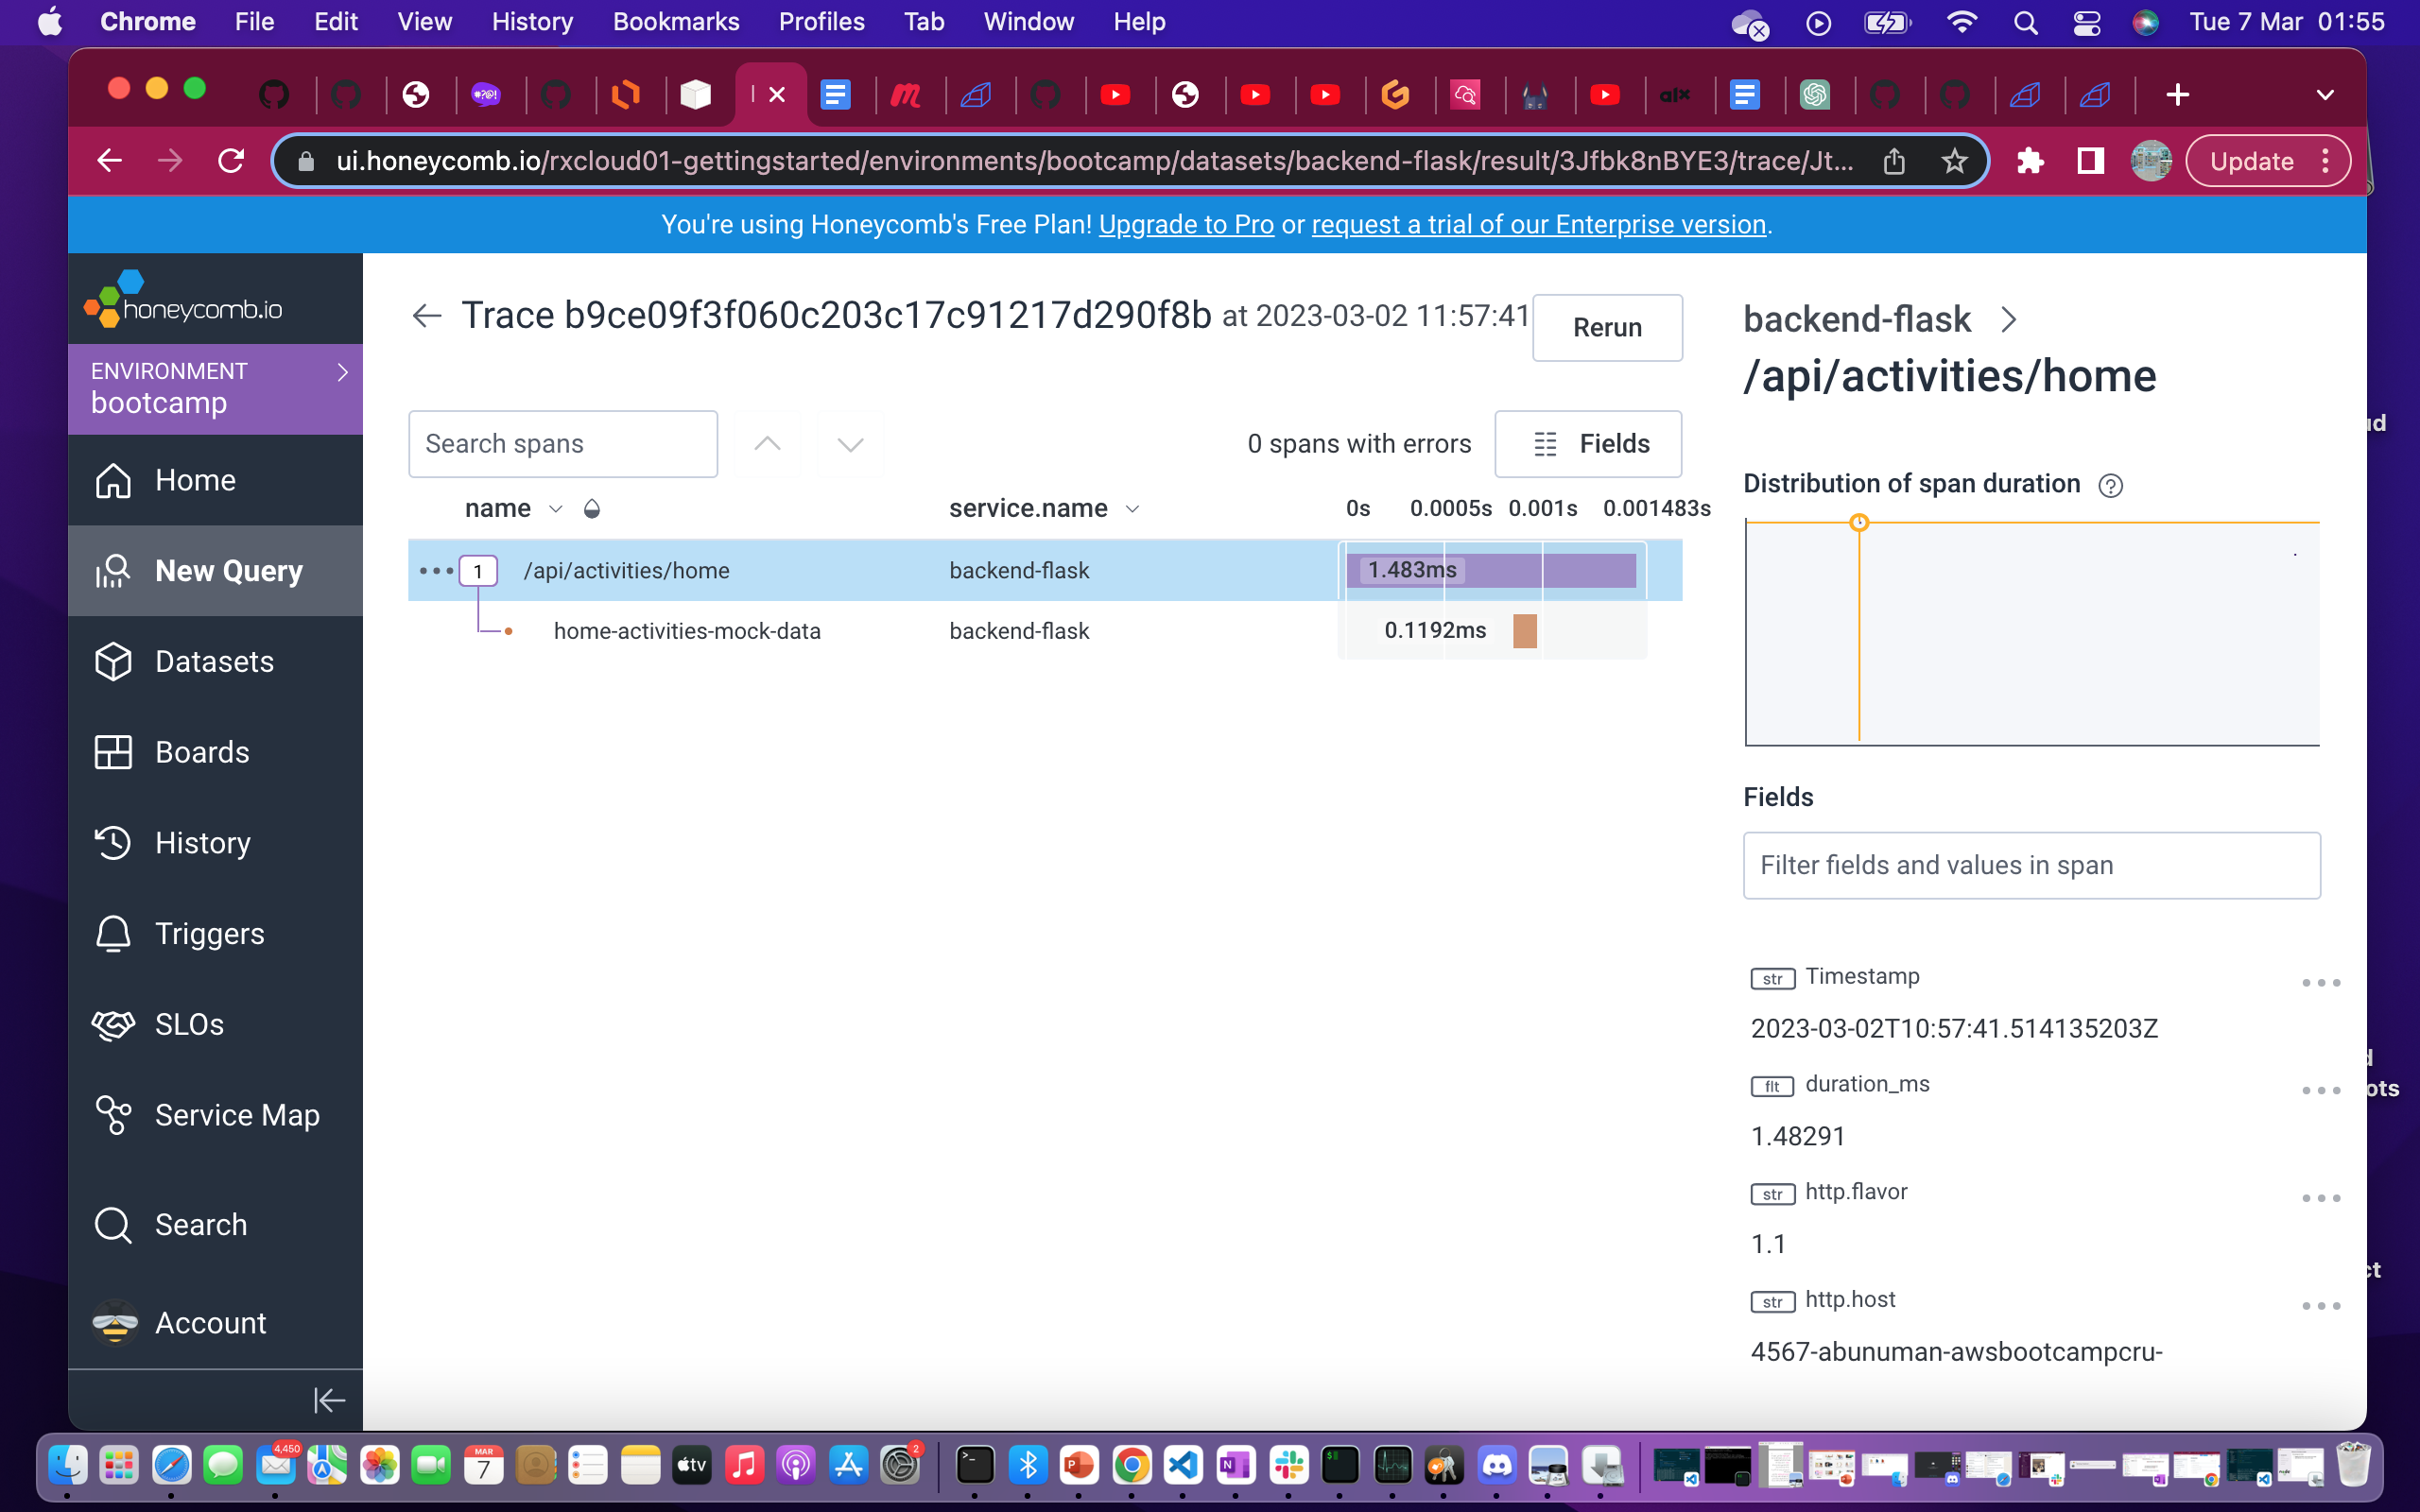 Chrome File Edit View History Bookmarks Profiles Tab Window Help Tue 7 Mar 01:55
alx
ui.honeycomb.io/rxcloud01-gettingstarted/environments/bootcamp/datasets/backend-flask/result/3Jfbk8nBYE3/trace/Jt... Update
You're using Honeycomb's Free Plan! Upgrade to Pro or request a trial of our Enterprise version.
honeycomb.io
ENVIRONMENT
bootcamp
Home
New Query
Datasets
Boards
History
Triggers
SLOs
Service Map
Search
Account
Trace b9ce09f3f060c203c17c91217d290f8b at 2023-03-02 11:57:41
Rerun
Search spans
0 spans with errors
Fields
name service.name 0s 0.0005s 0.001s 0.001483s
1 /api/activities/home backend-flask 1.483ms
home-activities-mock-data backend-flask 0.1192ms
backend-flask
/api/activities/home
Distribution of span duration ?
Fields
Filter fields and values in span
str Timestamp
2023-03-02T10:57:41.514135203Z
flt duration_ms
1.48291
str http.flavor
1.1
str http.host
4567-abunuman-awsbootcampcru-
ud
d
ots
ct
4,450
MAR
7
tv
2